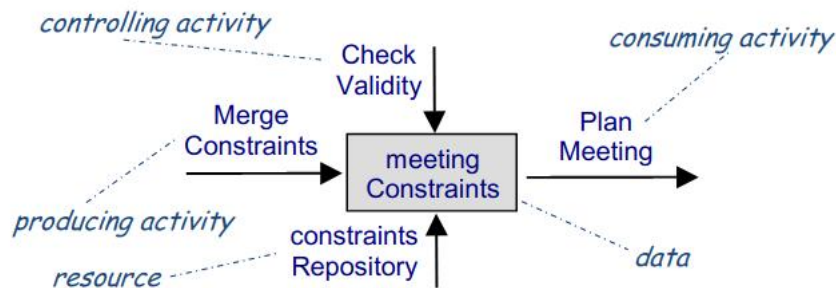 controlling activity
Check
Validity
consuming activity
Merge
Constraints
Plan
Meeting
meeting
Constraints
producing activity
constraints
Repository
data
resource